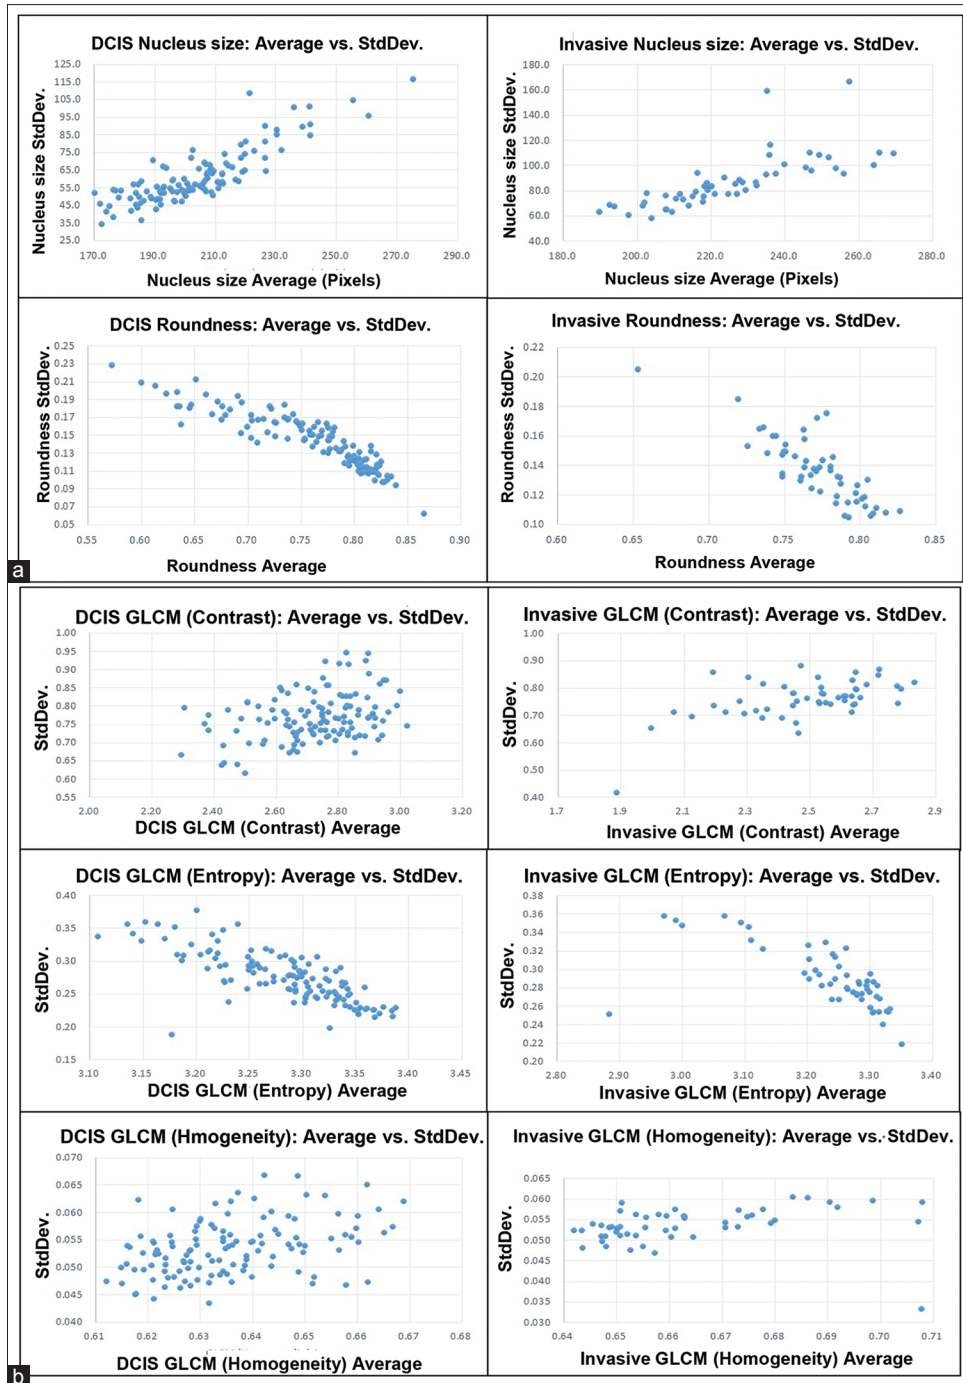 DCIS Nucleus size: Average vs. StdDev.
Nucleus size StdDev.
125.0
115.0
105.0
95.0
85.0
75.0
65.0
55.0
45.0
35.0
25.0
170.0 190.0 210.0 230.0 250.0 270.0 290.0
Nucleus size Average (Pixels)
Invasive Nucleus size: Average vs. StdDev.
Nucleus size StdDev.
180.0
160.0
140.0
120.0
100.0
80.0
60.0
40.0
180.0 200.0 220.0 240.0 260.0 280.0
Nucleus size Average (Pixels)
DCIS Roundness: Average vs. StdDev.
Roundness StdDev.
0.25
0.23
0.21
0.19
0.17
0.15
0.13
0.11
0.09
0.07
0.05
0.55 0.60 0.65 0.70 0.75 0.80 0.85 0.90
Roundness Average
Invasive Roundness: Average vs. StdDev.
Roundness StdDev.
0.22
0.20
0.18
0.16
0.14
0.12
0.10
0.60 0.70 0.75 0.80 0.85
Roundness Average
a
DCIS GLCM (Contrast): Average vs. StdDev.
StdDev.
1.00
0.95
0.90
0.85
0.80
0.75
0.70
0.65
0.60
0.55
2.00 2.20 2.40 2.60 2.80 3.00 3.20
DCIS GLCM (Contrast) Average
Invasive GLCM (Contrast): Average vs. StdDev.
StdDev.
1.00
0.90
0.80
0.70
0.60
0.50
0.40
1.7 1.9 2.1 2.3 2.5 2.7 2.9
Invasive GLCM (Contrast) Average
DCIS GLCM (Entropy): Average vs. StdDev.
StdDev.
0.40
0.35
0.30
0.25
0.20
0.15
3.10 3.15 3.20 3.25 3.30 3.35 3.40 3.45
DCIS GLCM (Entropy) Average
Invasive GLCM (Entropy): Average vs. StdDev.
StdDev.
0.38
0.36
0.34
0.32
0.30
0.28
0.26
0.24
0.22
0.20
2.80 2.90 3.00 3.10 3.20 3.30 3.40
Invasive GLCM (Entropy) Average
DCIS GLCM (Hmogeneity): Average vs. StdDev.
StdDev.
0.070
0.065
0.060
0.055
0.050
0.045
0.040
0.61 0.62 0.63 0.64 0.65 0.66 0.67 0.68
DCIS GLCM (Homogeneity) Average
Invasive GLCM (Homogeneity): Average vs. StdDev.
StdDev.
0.065
0.060
0.055
0.050
0.045
0.040
0.035
0.030
0.64 0.65 0.66 0.67 0.68 0.69 0.70 0.71
Invasive GLCM (Homogeneity) Average
b